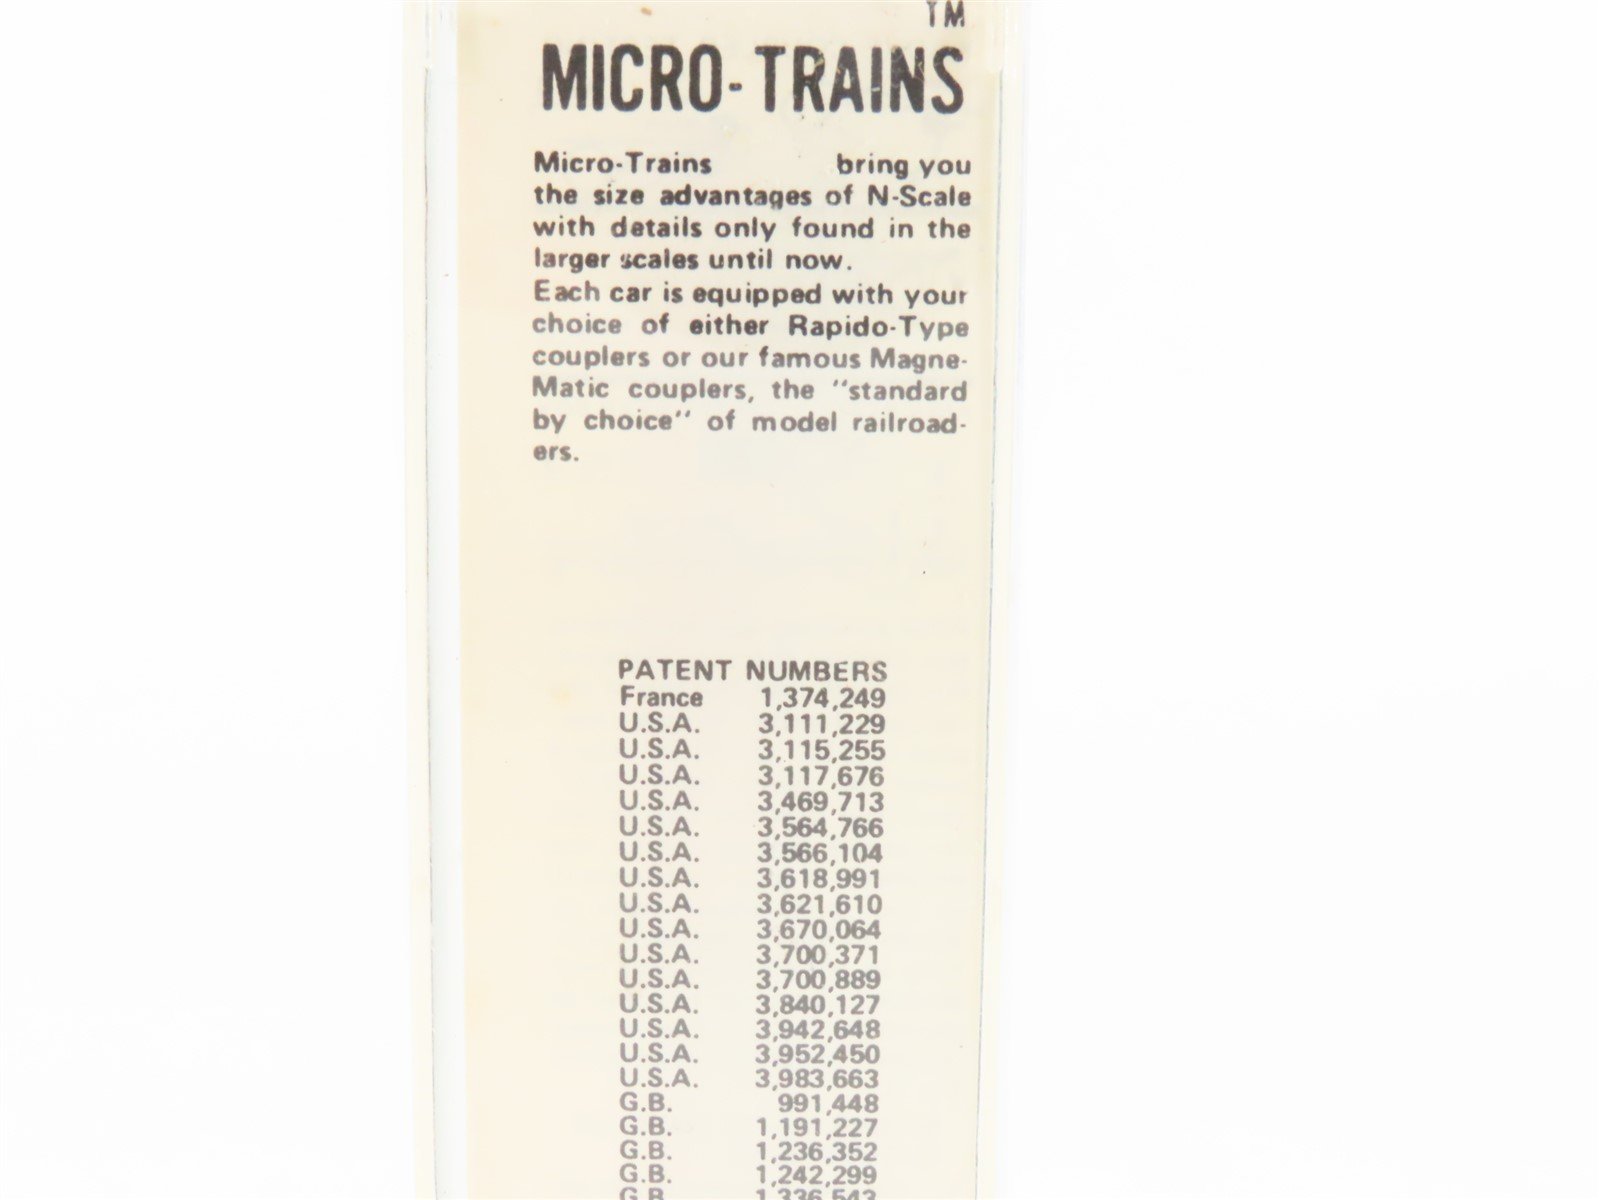 TM
MICRO-TRAINS
Micro-Trains bring you
the size advantages of N-Scale
with details only found in the
larger scales until now.
Each car is equipped with your
choice of either Rapido-Type
couplers or our famous Magne-
Matic couplers, the "standard
by choice" of model railroad-
ers.
PATENT NUMBERS
France 1,374,249
U.S.A. 3,111,229
U.S.A. 3,115,255
U.S.A. 3,117,676
U.S.A. 3,469,713
U.S.A. 3,564,766
U.S.A. 3,566,104
U.S.A. 3,618,991
U.S.A. 3,621,610
U.S.A. 3,670,064
U.S.A. 3,700,371
U.S.A. 3,700,889
U.S.A. 3,840,127
U.S.A. 3,942,648
U.S.A. 3,952,450
U.S.A. 3,983,663
G.B. 991,448
G.B. 1,191,227
G.B. 1,236,352
G.B. 1,242,299
G.B. 1,336,543